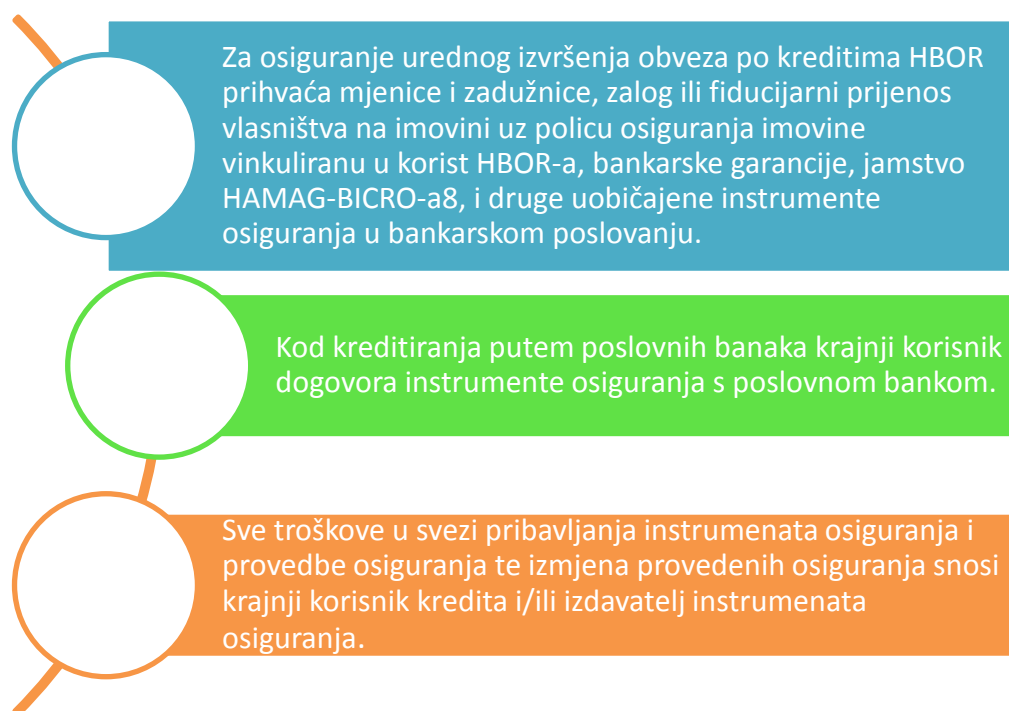 Za osiguranje urednog izvršenja obveza po kreditima HBOR
prihvaća mjenice i zadužnice, zalog ili fiducijarni prijenos
vlasništva na imovini uz policu osiguranja imovine
vinkuliranu u korist HBOR-a, bankarske garancije, jamstvo
HAMAG-BICRO-a8, i druge uobičajene instrumente
osiguranja u bankarskom poslovanju.
Kod kreditiranja putem poslovnih banaka krajnji korisnik
dogovora instrumente osiguranja s poslovnom bankom.
Sve troškove u svezi pribavljanja instrumenata osiguranja i
provedbe osiguranja te izmjena provedenih osiguranja snosi
krajnji korisnik kredita i/ili izdavatelj instrumenata
osiguranja.